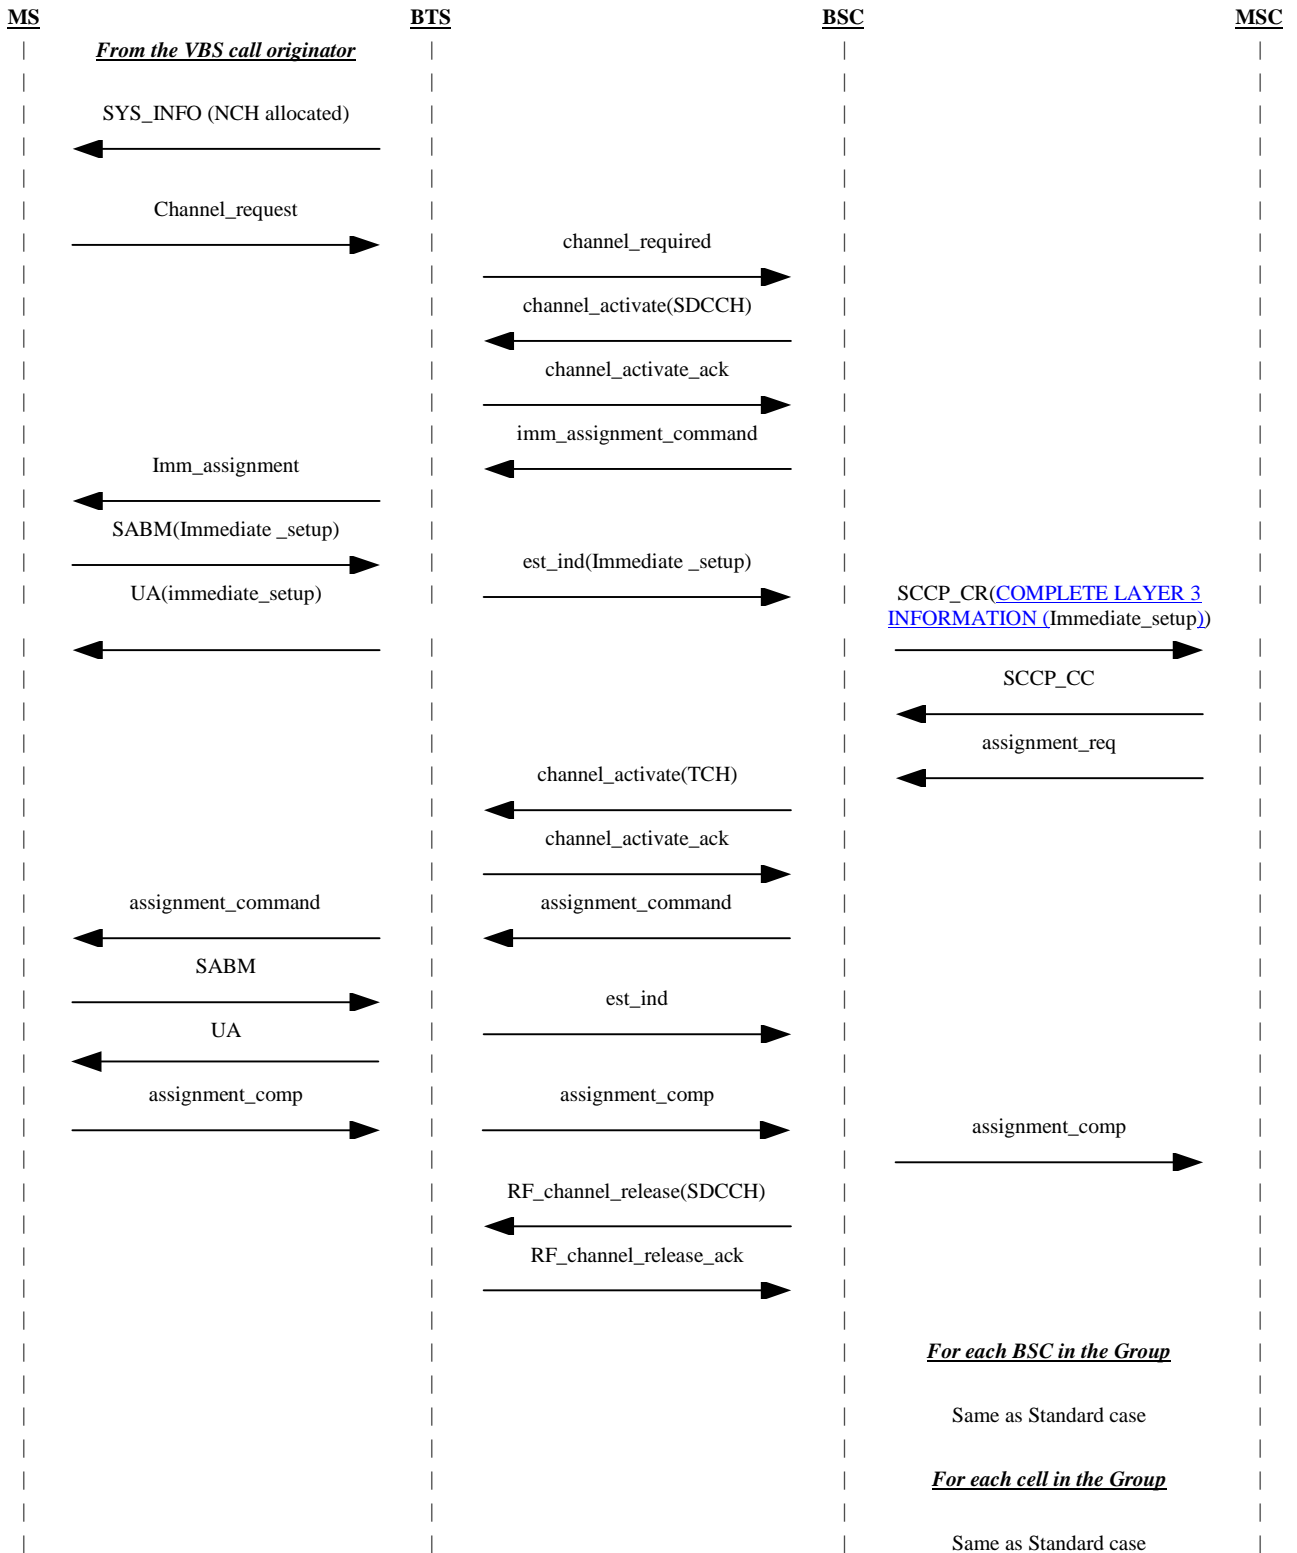 MS BTS BSC MSC
From the VBS call originator
SYS_INFO (NCH allocated)
Channel_request
channel_required
channel_activate(SDCCH)
channel_activate_ack
imm_assignment_command
Imm_assignment
SABM(Immediate _setup)
est_ind(Immediate _setup)
UA(immediate_setup)
SCCP_CR(COMPLETE LAYER 3
INFORMATION (Immediate_setup))
SCCP_CC
assignment_req
channel_activate(TCH)
channel_activate_ack
assignment_command assignment_command
SABM
est_ind
UA
assignment_comp assignment_comp
assignment_comp
RF_channel_release(SDCCH)
RF_channel_release_ack
For each BSC in the Group
Same as Standard case
For each cell in the Group
Same as Standard case